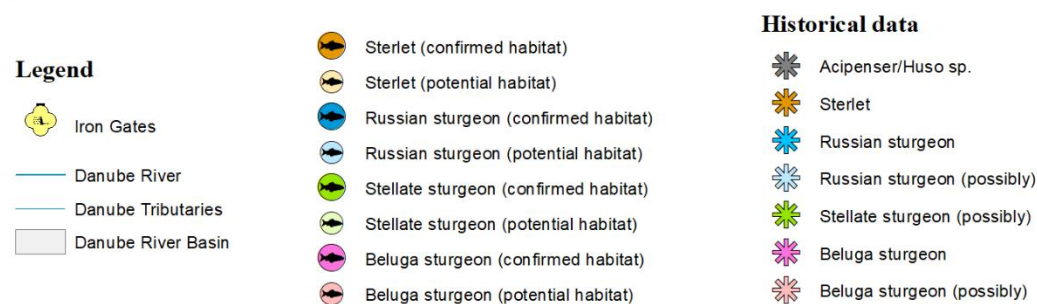 Legend
Iron Gates
Danube River
Danube Tributaries
Danube River Basin
Sterlet (confirmed habitat)
Sterlet (potential habitat)
Russian sturgeon (confirmed habitat)
Russian sturgeon (potential habitat)
Stellate sturgeon (confirmed habitat)
Stellate sturgeon (potential habitat)
Beluga sturgeon (confirmed habitat)
Beluga sturgeon (potential habitat)
Historical data
Acipenser/Huso sp.
Sterlet
Russian sturgeon
Russian sturgeon (possibly)
Stellate sturgeon (possibly)
Beluga sturgeon
Beluga sturgeon (possibly)